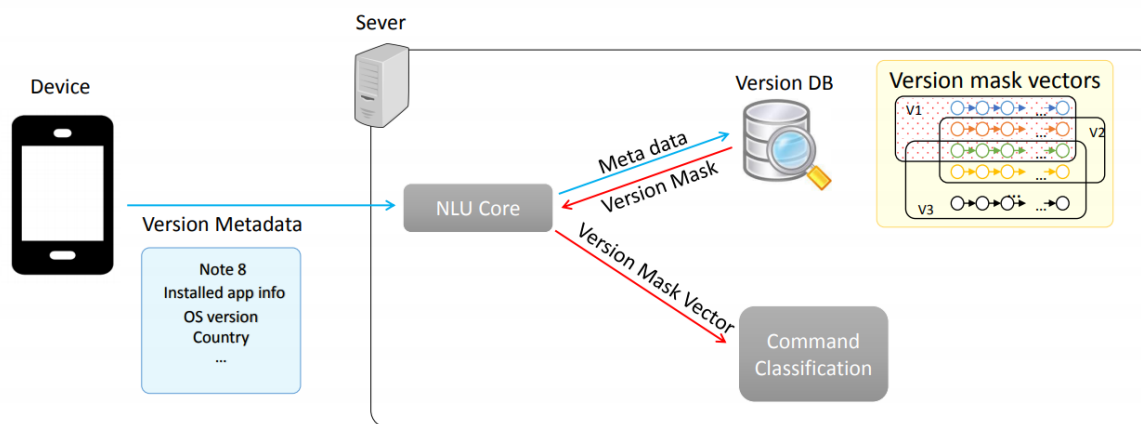 Sever
Device
Version DB
Version mask vectors
V1
...
V2
...
...
...
...
V3
...
Meta data
Version Mask
NLU Core
Version Metadata
Note 8
Installed app info
OS version
Country
...
Version Mask Vector
Command
Classification